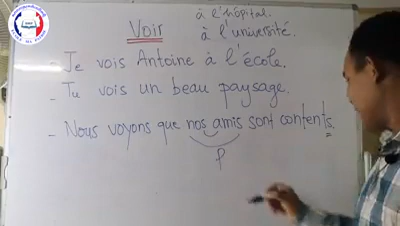 à l'hôpital.
Voir à l'université.
- Je vois Antoine à l'école.
- Tu vois un beau paysage.
- Nous voyons que nos amis sont contents.
P